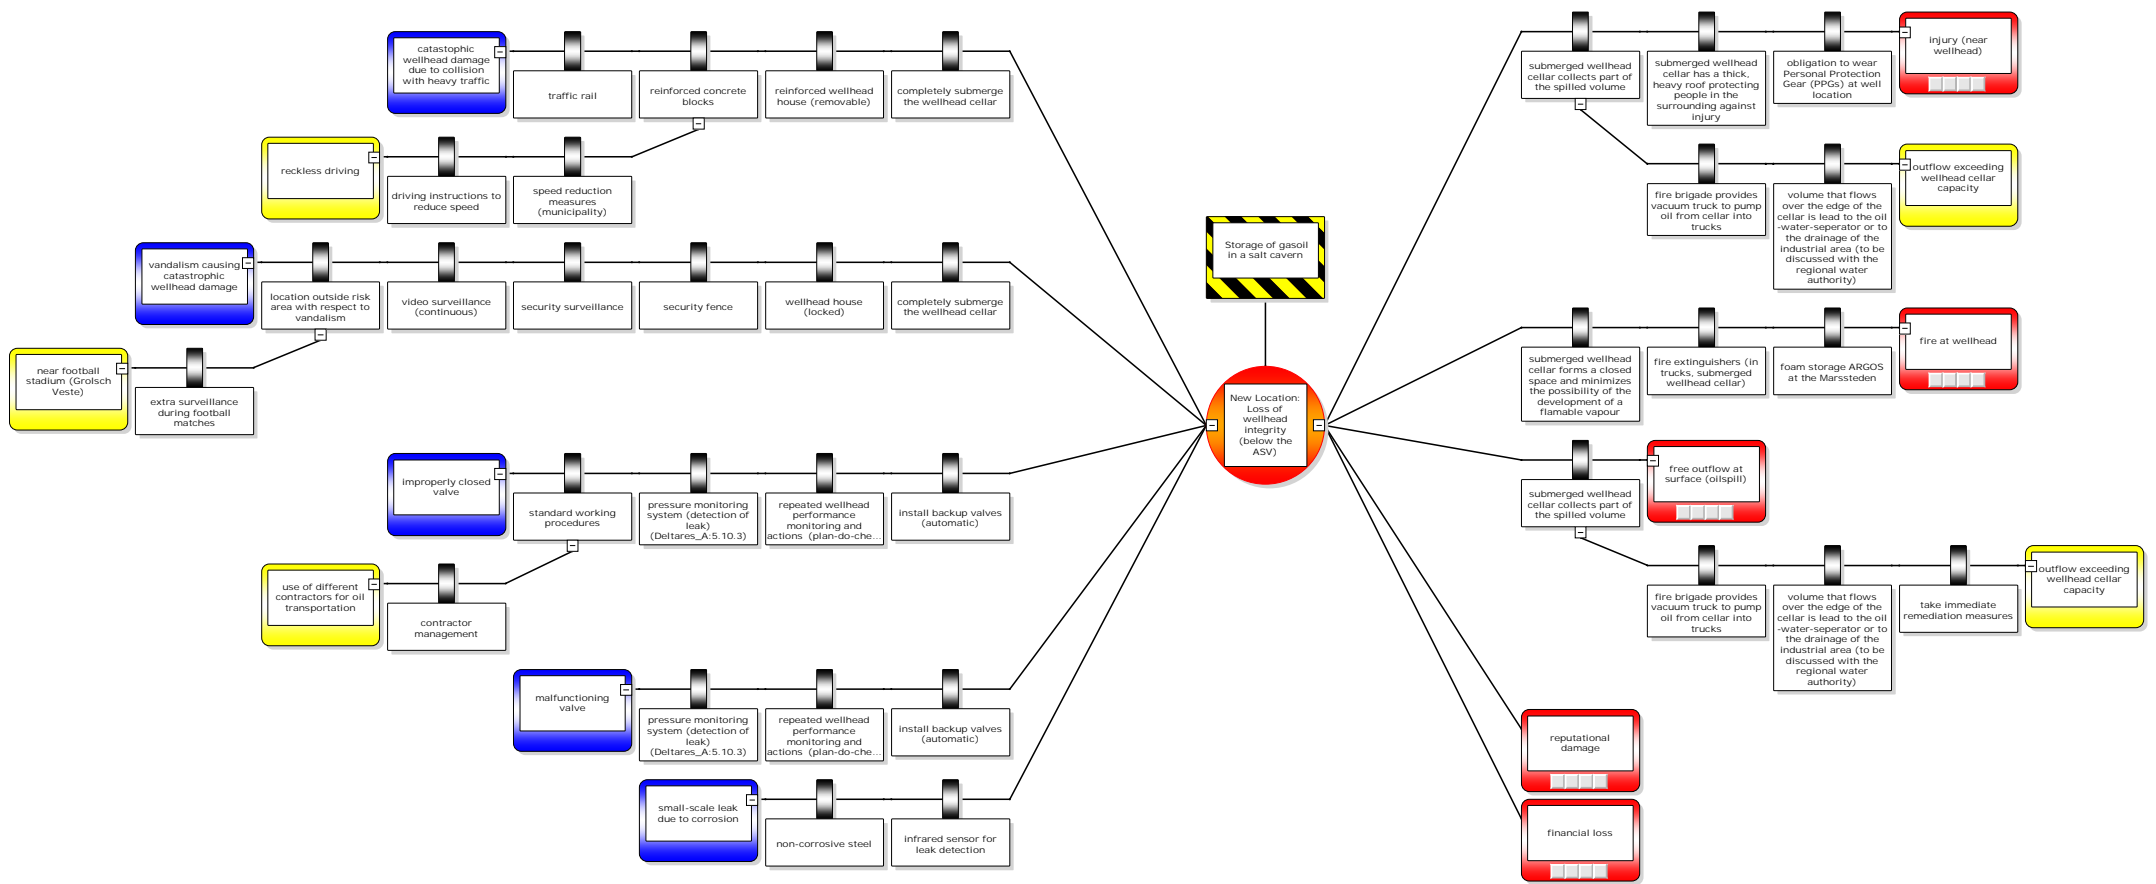 catastophic
wellhead damage
due to collision
with heavy traffic
traffic rail
reinforced concrete
blocks
reinforced wellhead
house (removable)
completely submerge
the wellhead cellar
reckless driving
driving instructions to
reduce speed
speed reduction
measures
(municipality)
vandalism causing
catastrophic
wellhead damage
location outside risk
area with respect to
vandalism
video surveillance
(continuous)
security surveillance
security fence
wellhead house
(locked)
completely submerge
the wellhead cellar
near football
stadium (Grolsch
Veste)
extra surveillance
during football
matches
improperly closed
valve
standard working
procedures
pressure monitoring
system (detection of
leak)
(Deltares_A:5.10.3)
repeated wellhead
performance
monitoring and
actions (plan-do-che...
install backup valves
(automatic)
use of different
contractors for oil
transportation
contractor
management
malfunctioning
valve
pressure monitoring
system (detection of
leak)
(Deltares_A:5.10.3)
repeated wellhead
performance
monitoring and
actions (plan-do-che...
install backup valves
(automatic)
small-scale leak
due to corrosion
non-corrosive steel
infrared sensor for
leak detection
Storage of gasoil
in a salt cavern
New Location:
Loss of
wellhead
integrity
(below the
ASV)
submerged wellhead
cellar collects part of
the spilled volume
submerged wellhead
cellar has a thick,
heavy roof protecting
people in the
surrounding against
injury
obligation to wear
Personal Protection
Gear (PPGs) at well
location
injury (near
wellhead)
fire brigade provides
vacuum truck to pump
oil from cellar into
trucks
volume that flows
over the edge of the
cellar is lead to the oil
-water-seperator or to
the drainage of the
industrial area (to be
discussed with the
regional water
authority)
outflow exceeding
wellhead cellar
capacity
submerged wellhead
cellar forms a closed
space and minimizes
the possibility of the
development of a
flamable vapour
fire extinguishers (in
trucks, submerged
wellhead cellar)
foam storage ARGOS
at the Marssteden
fire at wellhead
submerged wellhead
cellar collects part of
the spilled volume
free outflow at
surface (oilspill)
fire brigade provides
vacuum truck to pump
oil from cellar into
trucks
volume that flows
over the edge of the
cellar is lead to the oil
-water-seperator or to
the drainage of the
industrial area (to be
discussed with the
regional water
authority)
take immediate
remediation measures
outflow exceeding
wellhead cellar
capacity
reputational
damage
financial loss